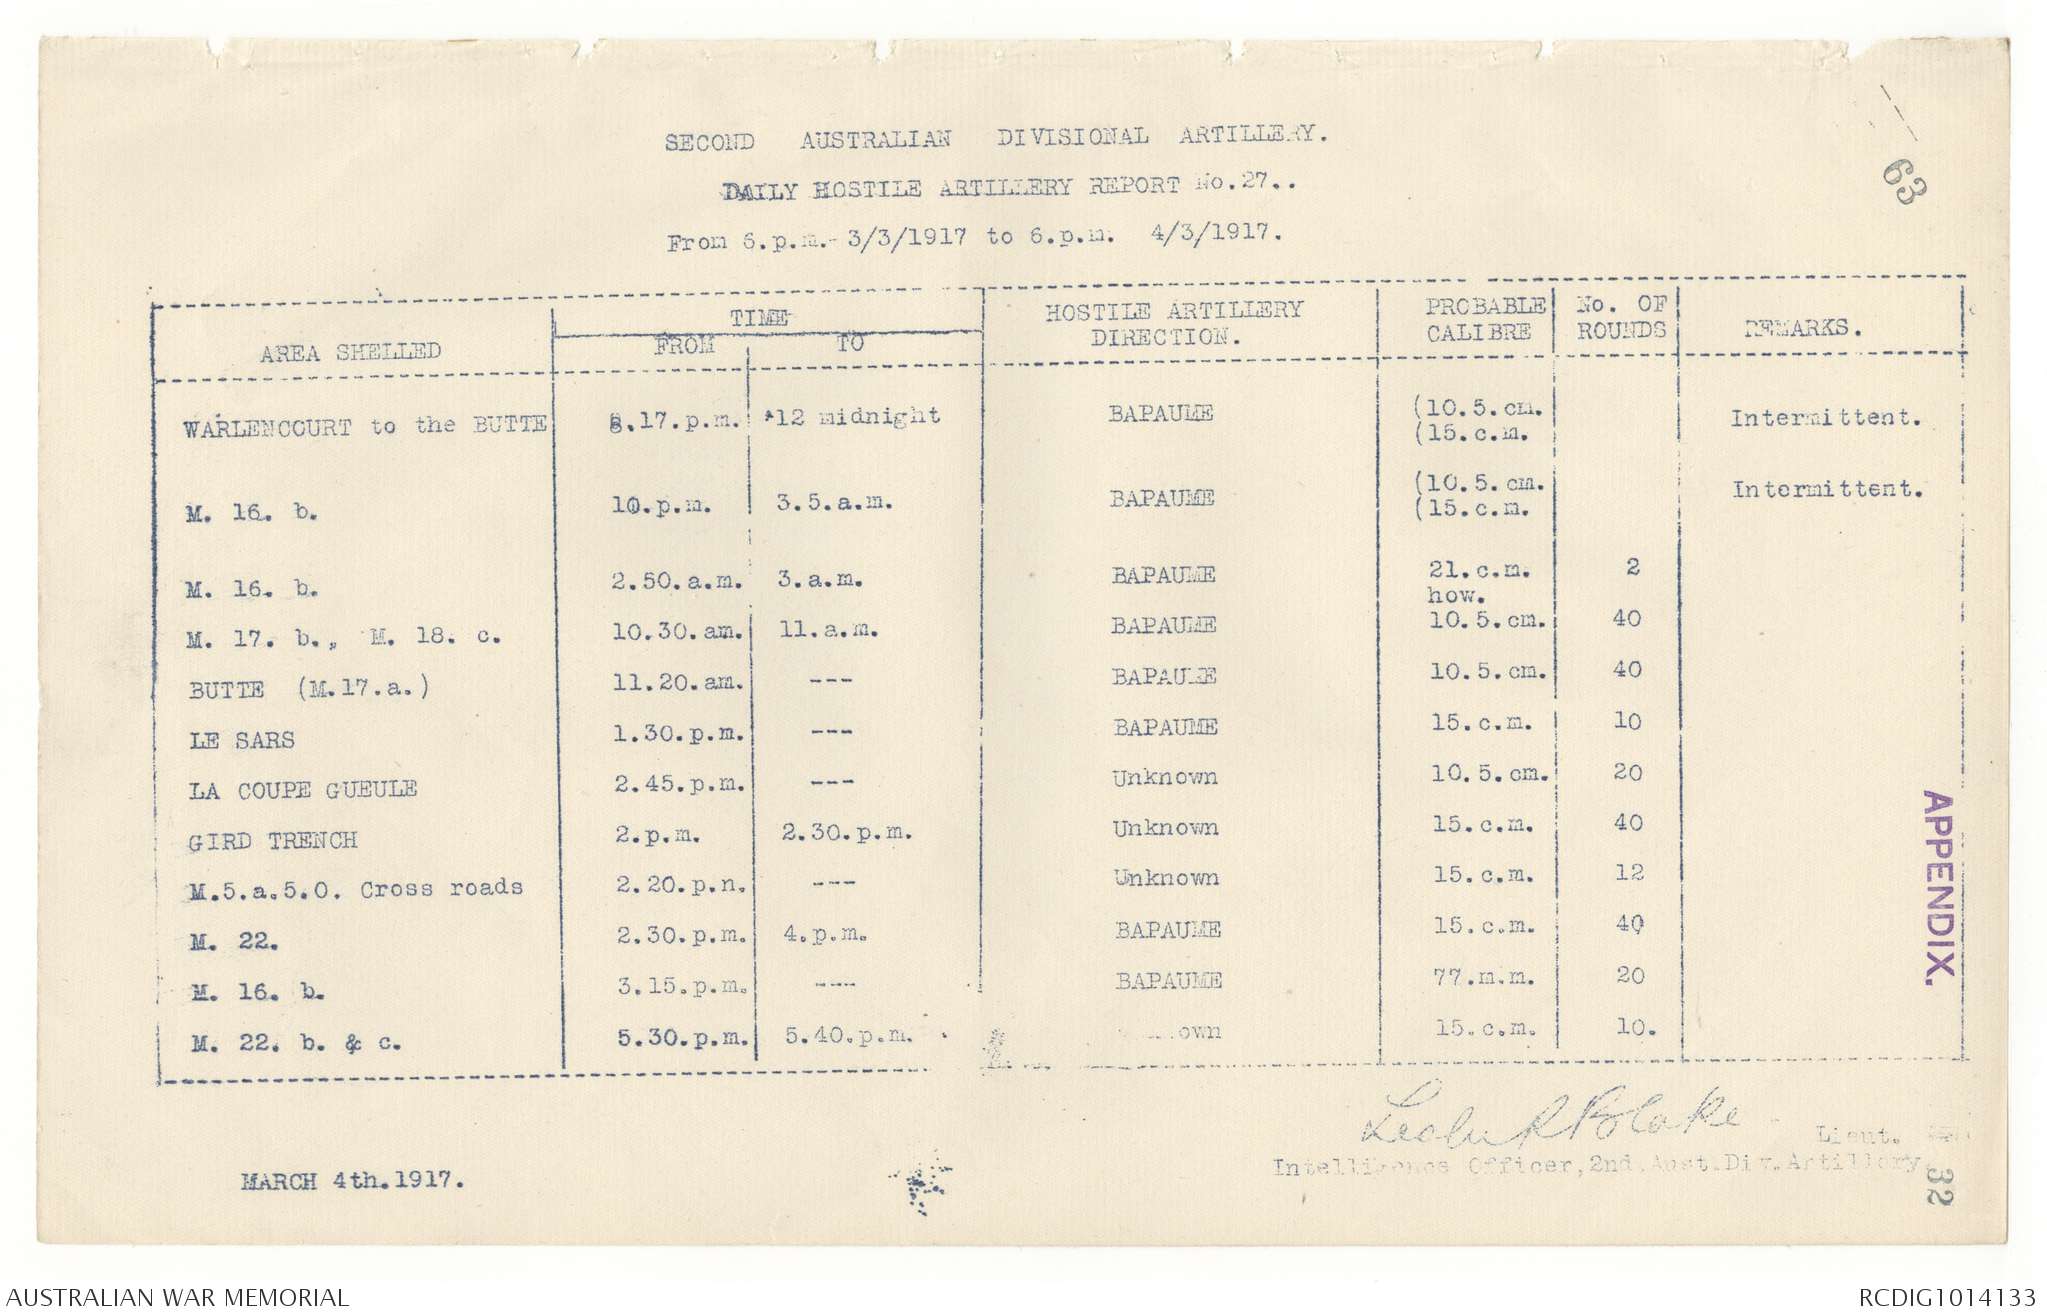 SECOND AUSTRALIAN DIVISIONAL ARTILLERY.
DAILY HOSTILE ARTILLERY REPORT No.27..
From 6.p.m.- 3/3/1917 to 6.p.m. 4/3/1917.
63
AREA SHELLED TIME FROM TO HOSTILE ARTILLERY DIRECTION. PROBABLE CALIBRE No. OF ROUNDS REMARKS.
WARLENCOURT to the BUTTE 8.17.p.m. 12 midnight BAPAUME (10.5.cm. Intermittent.
(15.c.m.
M. 16. b. 10.p.m. 3.5.a.m. BAPAUME (10.5.cm. Intermittent.
(15.c.m.
M. 16. b. 2.50.a.m. 3.a.m. BAPAUME 21.c.m. 2
how.
M. 17. b., M. 18. c. 10.30.am. 11.a.m. BAPAUME 10.5.cm. 40
BUTTE (M.17.a.) 11.20.am. --- BAPAUME 10.5.cm. 40
LE SARS 1.30.p.m. --- BAPAUME 15.c.m. 10
LA COUPE GUEULE 2.45.p.m. --- Unknown 10.5.cm. 20
GIRD TRENCH 2.p.m. 2.30.p.m. Unknown 15.c.m. 40
M.5.a.5.0. Cross roads 2.20.p.n. --- Unknown 15.c.m. 12
M. 22. 2.30.p.m. 4.p.m. BAPAUME 15.c.m. 40
M. 16. b. 3.15.p.m. --- BAPAUME 77.m.m. 20
M. 22. b. & c. 5.30.p.m. 5.40.p.m. 15.c.m. 10.
APPENDIX.
Blake
Lieut.
Intelligence Officer,2nd.Aust.Div.Artillery.
32
MARCH 4th.1917.
AUSTRALIAN WAR MEMORIAL
RCDIG1014133